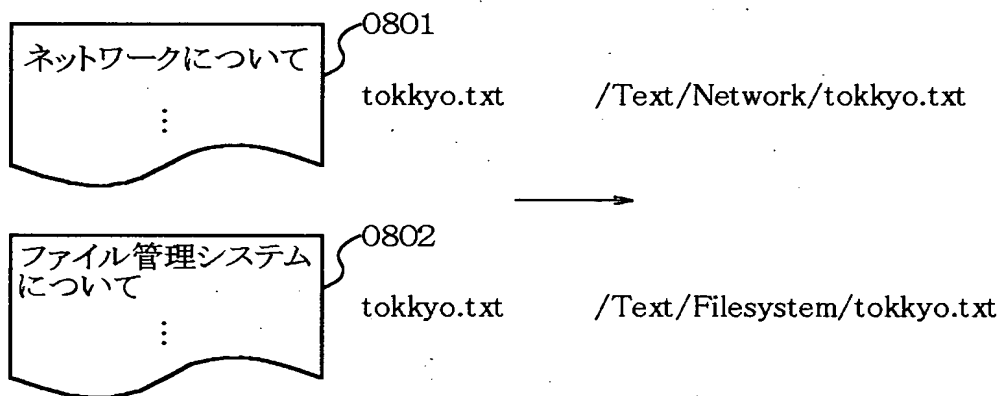 0801
ネットワークについて
⋮
tokkyo.txt /Text/Network/tokkyo.txt
0802
ファイル管理システム
について
⋮
tokkyo.txt /Text/Filesystem/tokkyo.txt